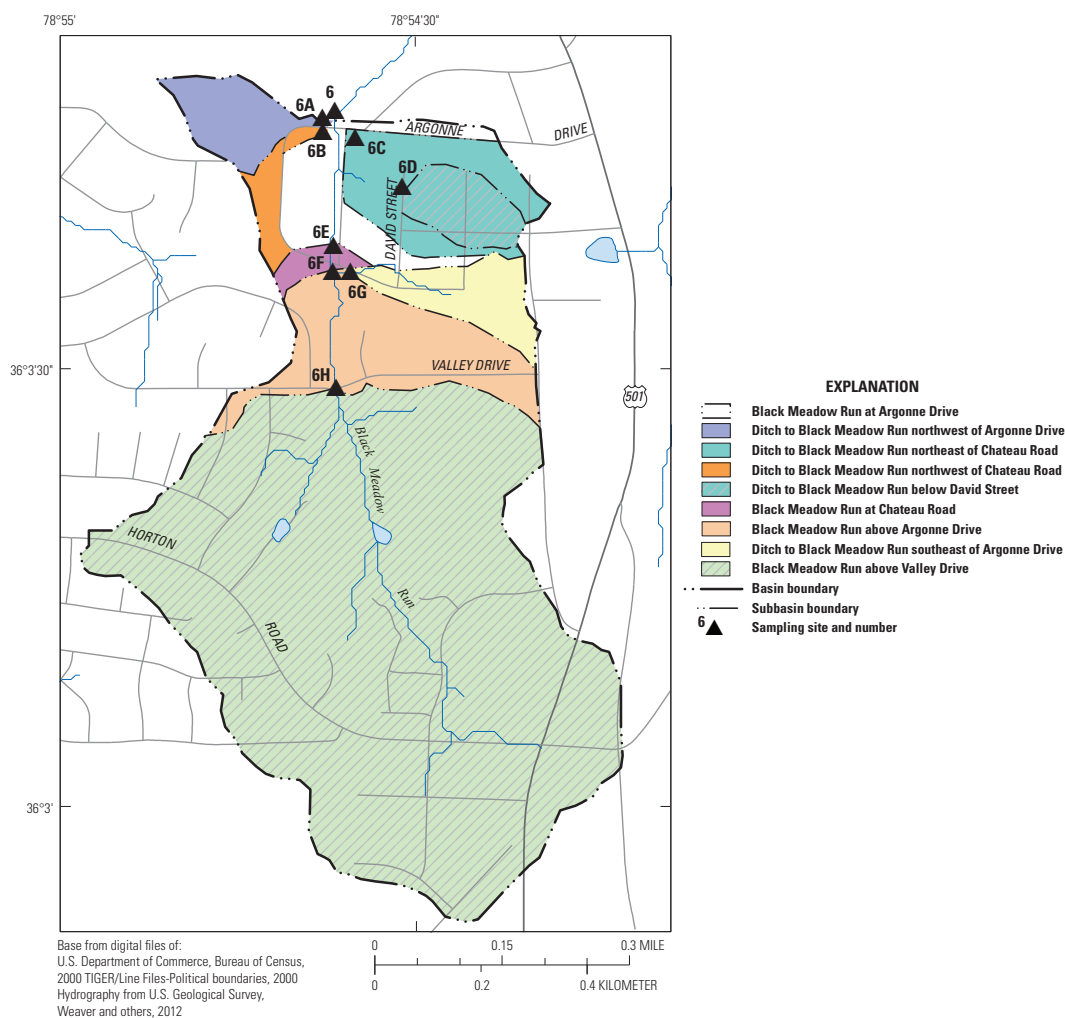 78°55'
78°54'30"
6A
6
6B
6C
ARGONNE
DRIVE
6D
DAVID STREET
6E
6F
6G
36°3'30"
VALLEY DRIVE
6H
501
Black Meadow
Run
HORTON
ROAD
36°3'
EXPLANATION
Black Meadow Run at Argonne Drive
Ditch to Black Meadow Run northwest of Argonne Drive
Ditch to Black Meadow Run northeast of Chateau Road
Ditch to Black Meadow Run northwest of Chateau Road
Ditch to Black Meadow Run below David Street
Black Meadow Run at Chateau Road
Black Meadow Run above Argonne Drive
Ditch to Black Meadow Run southeast of Argonne Drive
Black Meadow Run above Valley Drive
Basin boundary
Subbasin boundary
6 Sampling site and number
Base from digital files of:
U.S. Department of Commerce, Bureau of Census,
2000 TIGER/Line Files-Political boundaries, 2000
Hydrography from U.S. Geological Survey,
Weaver and others, 2012
0 0.15 0.3 MILE
0 0.2 0.4 KILOMETER